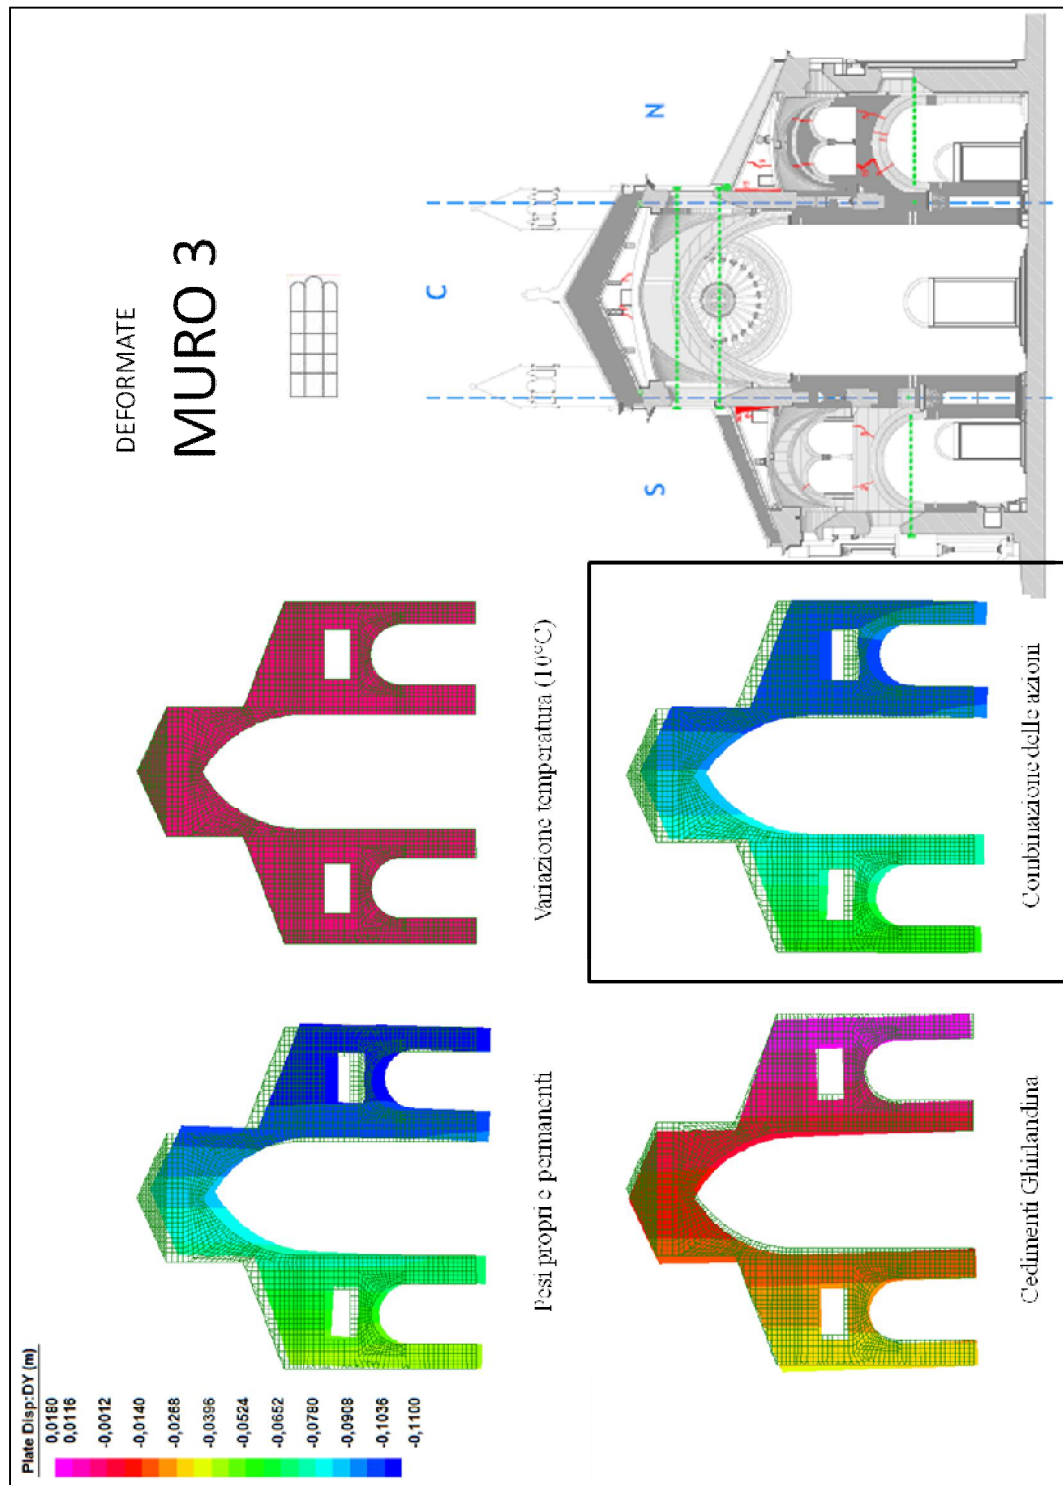 DEFORMATE
MURO 3
Plate Disp:DY (m)
0,0180
0,0116
-0,0012
-0,0140
-0,0268
-0,0396
-0,0524
-0,0652
-0,0780
-0,0908
-0,1036
-0,1100
Pesi propri e permanenti
Variazione temperatura (10°C)
S
C
N
Cedimenti Ghirlandina
Combinazione delle azioni